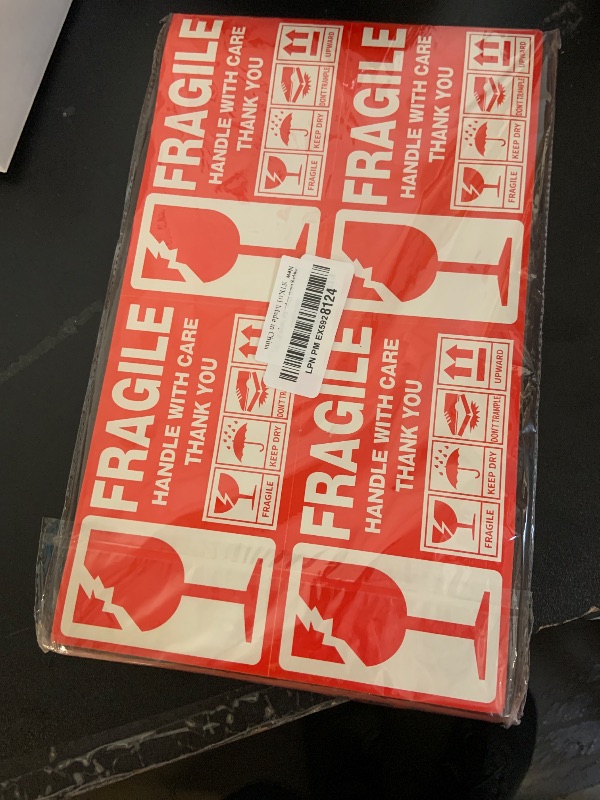 FRAGILE
HANDLE WITH CARE
THANK YOU
UPWARD
DON'T TRAMPLE
KEEP DRY
FRAGILE
FRAGILE
HANDLE WITH CARE
THANK YOU
UPWARD
DON'T TRAMPLE
KEEP DRY
FRAGILE
LPN PM EX5928124
FRAGILE
HANDLE WITH CARE
THANK YOU
DON'T TR
KEEP DRY
FRAGILE
FRAGILE
HANDLE WITH CARE
THANK YOU
UPWARD
DON'T TRAMPLE
KEEP DRY
FRAGILE